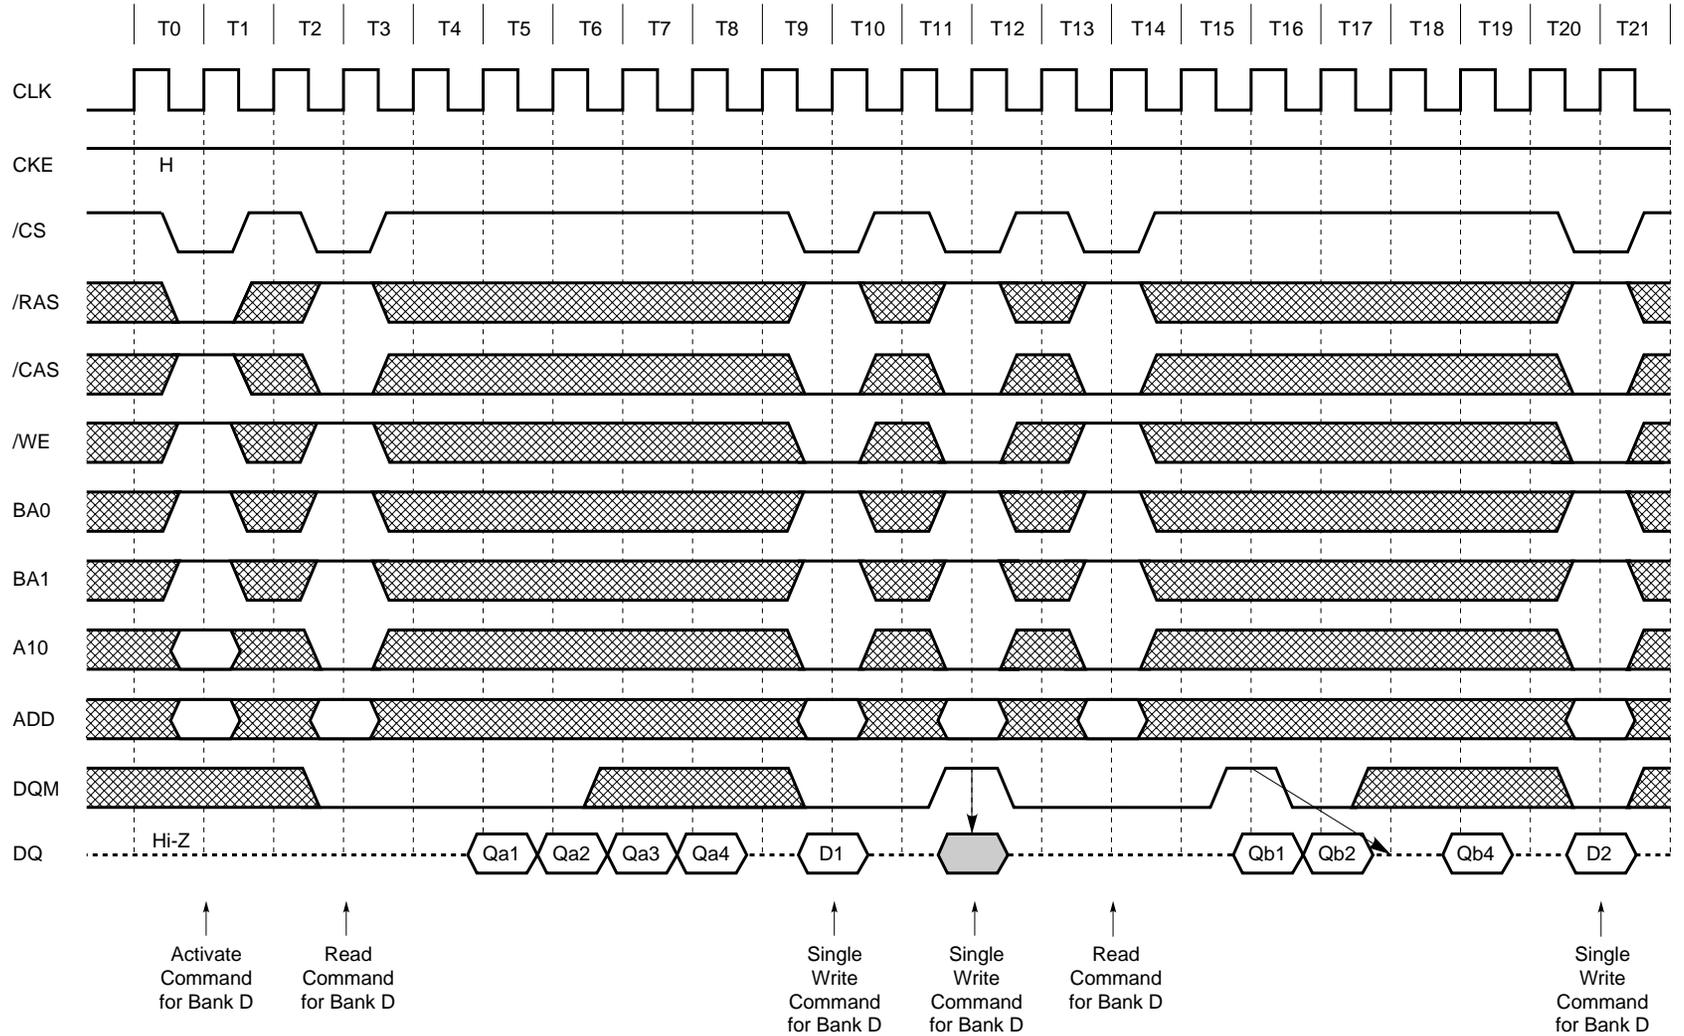 T0 T1 T2 T3 T4 T5 T6 T7 T8 T9 T10 T11 T12 T13 T14 T15 T16 T17 T18 T19 T20 T21
CLK
CKE H
/CS
/RAS
/CAS
/WE
BA0
BA1
A10
ADD
DQM
DQ Hi-Z Qa1 Qa2 Qa3 Qa4 D1 Qb1 Qb2 Qb4 D2
Activate
Command
for Bank D
Read
Command
for Bank D
Single
Write
Command
for Bank D
Single
Write
Command
for Bank D
Read
Command
for Bank D
Single
Write
Command
for Bank D